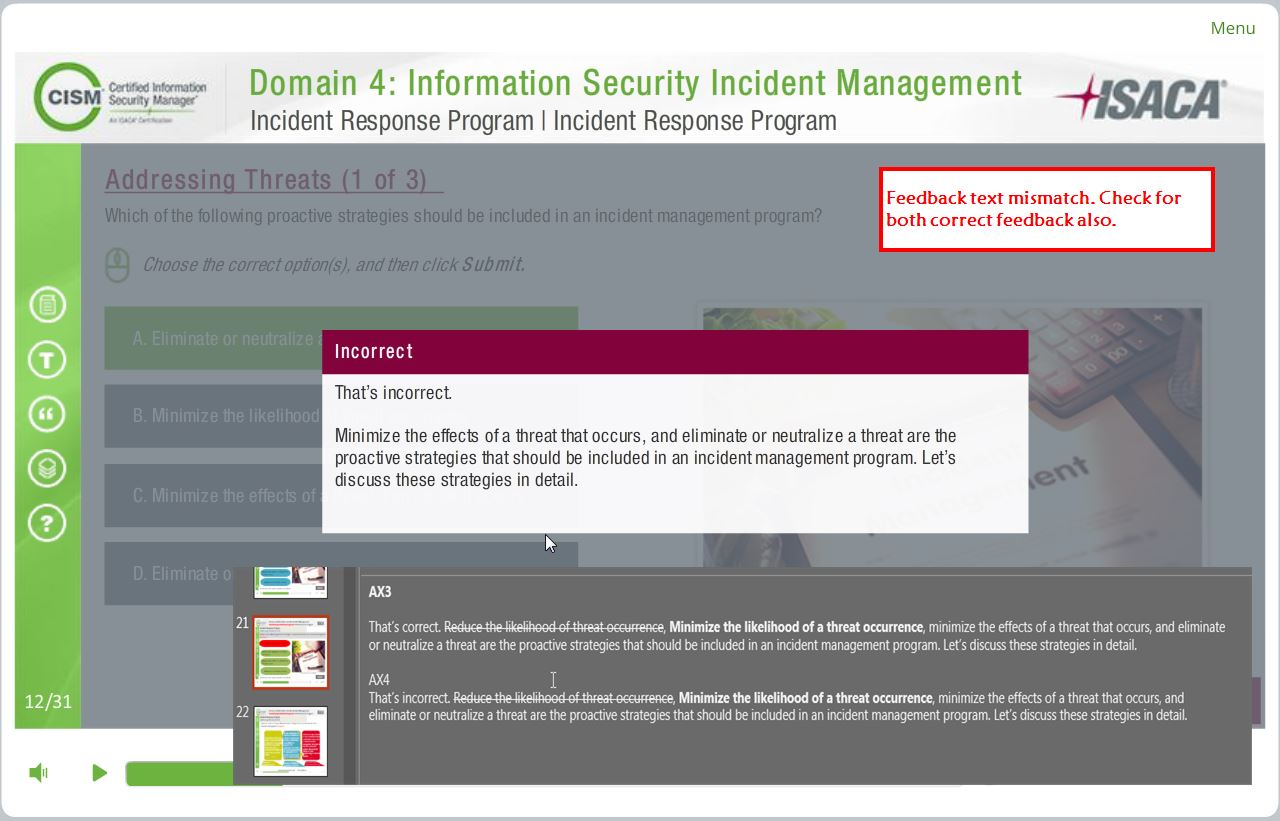 Menu
CISM
Certified Information
Security Manager
An ISACA Certification
Domain 4: Information Security Incident Management
Incident Response Program | Incident Response Program
ISACA
Addressing Threats (1 of 3)
Which of the following proactive strategies should be included in an incident management program?
Choose the correct option(s), and then click Submit.
Feedback text mismatch. Check for
both correct feedback also.
A. Eliminate or neutralize a
B. Minimize the likelihood
C. Minimize the effects of a
D. Eliminate o
Incorrect
That's incorrect.
Minimize the effects of a threat that occurs, and eliminate or neutralize a threat are the
proactive strategies that should be included in an incident management program. Let's
discuss these strategies in detail.
Incident
Management
T
?
12/31
21
22
AX3
That's correct. Reduce the likelihood of threat occurrence, Minimize the likelihood of a threat occurrence, minimize the effects of a threat that occurs, and eliminate
or neutralize a threat are the proactive strategies that should be included in an incident management program. Let's discuss these strategies in detail.
AX4
That's incorrect. Reduce the likelihood of threat occurrence, Minimize the likelihood of a threat occurrence, minimize the effects of a threat that occurs, and
eliminate or neutralize a threat are the proactive strategies that should be included in an incident management program. Let's discuss these strategies in detail.